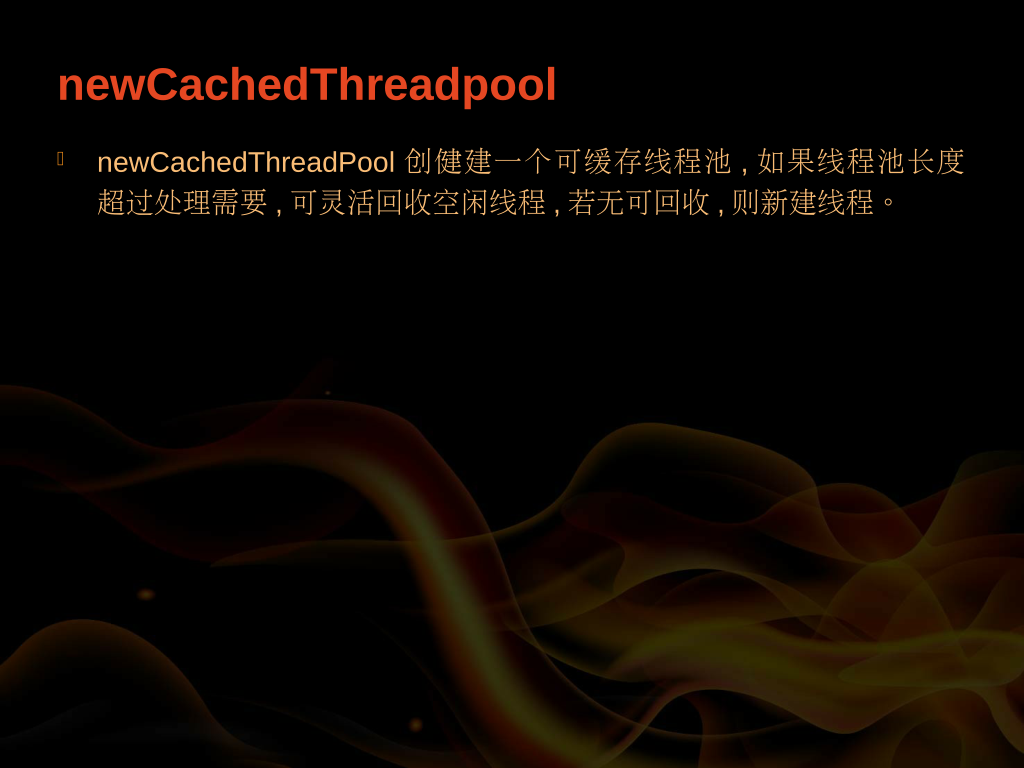 newCachedThreadpool
newCachedThreadPool 创健建一个可缓存线程池 , 如果线程池长度
超过处理需要 , 可灵活回收空闲线程 , 若无可回收 , 则新建线程。